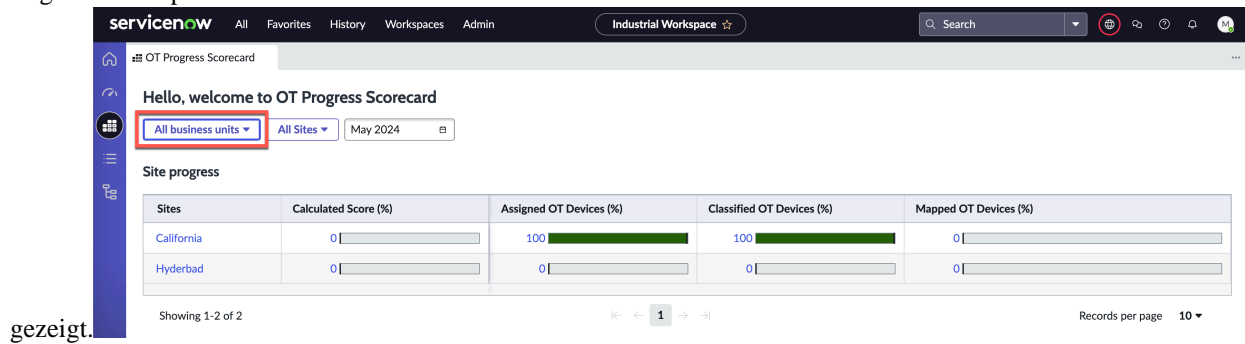 servicenow All Favorites History Workspaces Admin Industrial Workspace Search M
OT Progress Scorecard
Hello, welcome to OT Progress Scorecard
All business units All Sites May 2024
Site progress
Sites Calculated Score (%) Assigned OT Devices (%) Classified OT Devices (%) Mapped OT Devices (%)
California 0 100 100 0
Hyderbad 0 0 0 0
Showing 1-2 of 2 1 Records per page 10
gezeigt.